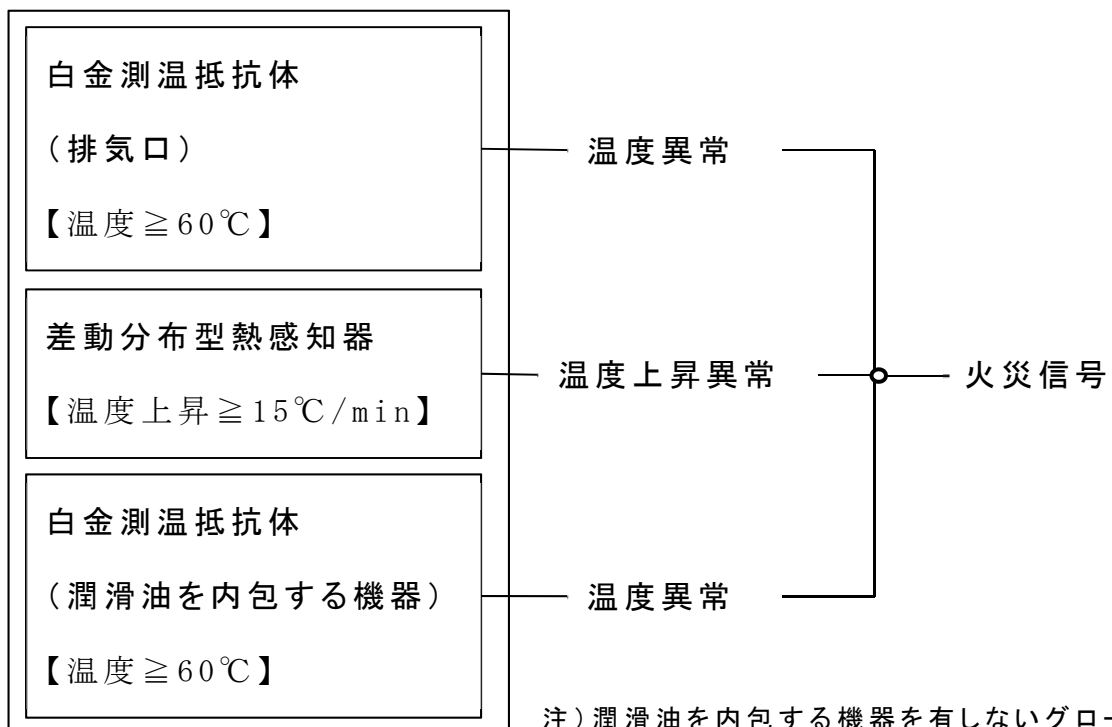 白金測温抵抗体
（排気口）
【温度≧60℃】
温度異常
差動分布型熱感知器
【温度上昇≧15℃/min】
温度上昇異常
火災信号
白金測温抵抗体
（潤滑油を内包する機器）
【温度≧60℃】
温度異常
注）潤滑油を内包する機器を有しないグロー